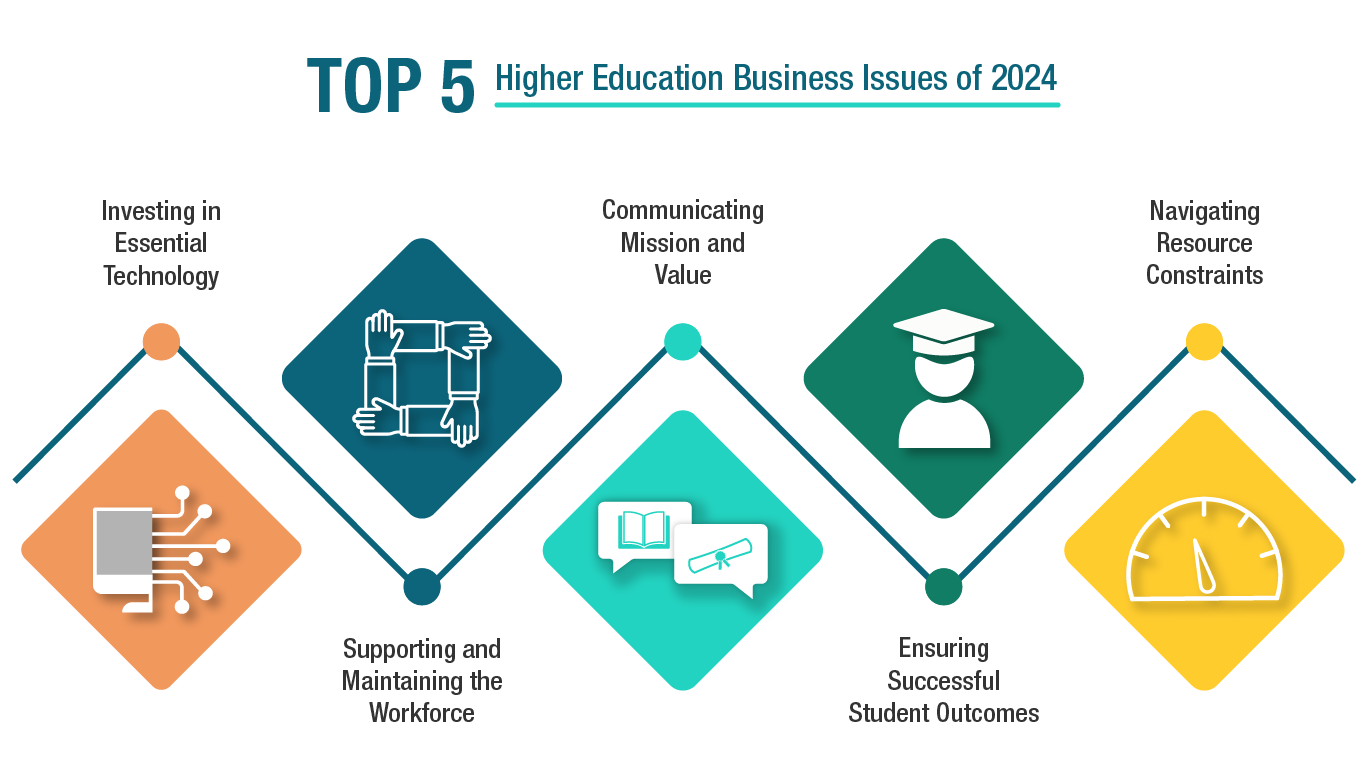 TOP 5 Higher Education Business Issues of 2024
Investing in
Essential
Technology
Supporting and
Maintaining the
Workforce
Communicating
Mission and
Value
Ensuring
Successful
Student Outcomes
Navigating
Resource
Constraints